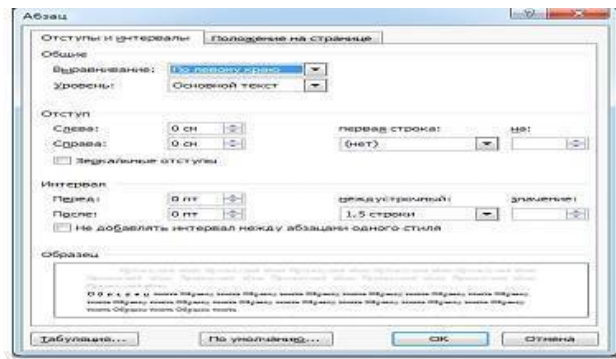 Абзац
Отступы и интервалы Положение на странице
Общие
Выравнивание: По левому краю
Уровень: Основной текст
Отступ
Слева: 0 см первая строка: на:
Справа: 0 см (нет)
Зеркальные отступы
Интервал
Перед: 0 пт междустрочный: значение:
После: 0 пт 1,5 строки
Не добавлять интервал между абзацами одного стиля
Образец
Табуляция... По умолчанию... ОК Отмена